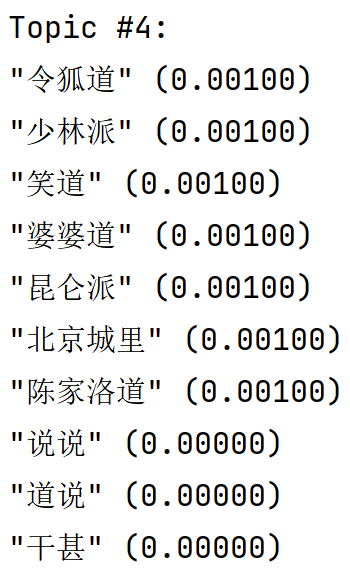 Topic #4:
"令狐道" (0.00100)
"少林派" (0.00100)
"笑道" (0.00100)
"婆婆道" (0.00100)
"昆仑派" (0.00100)
"北京城里" (0.00100)
"陈家洛道" (0.00100)
"说说" (0.00000)
"道说" (0.00000)
"干甚" (0.00000)